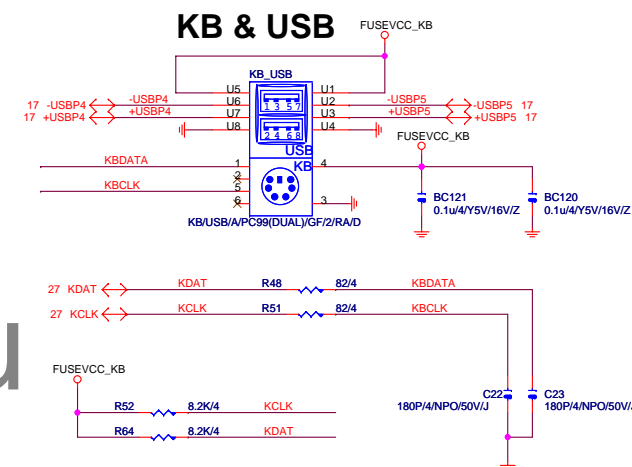 KB & USB
FUSEVCC_KB
KB_USB
U5 U1
17 -USBP4 -USBP4 U6 1 3 5 7 U2 -USBP5 -USBP5 17
17 +USBP4 +USBP4 U7 U3 +USBP5 +USBP5 17
U8 2 4 6 8 U4
FUSEVCC_KB
USB
KBDATA 1 KB 4
2
KBCLK 5
6 3
BC121 BC120
0.1u/4/Y5V/16V/Z 0.1u/4/Y5V/16V/Z
KB/USB/A/PC99(DUAL)/GF/2/RA/D
27 KDAT KDAT R48 82/4 KBDATA
27 KCLK KCLK R51 82/4 KBCLK
FUSEVCC_KB
C22 C23
180P/4/NPO/50V/J 180P/4/NPO/50V/
R52 8.2K/4 KCLK
R64 8.2K/4 KDAT